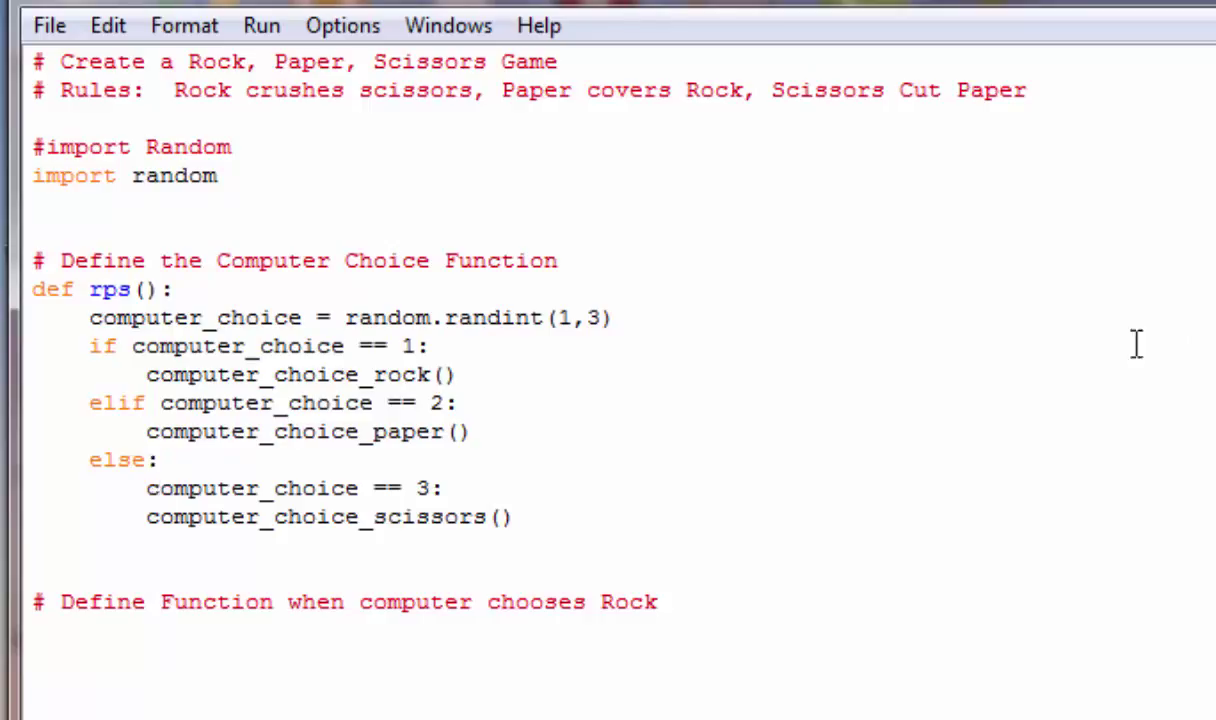 File Edit Format Run Options Windows Help
# Create a Rock, Paper, Scissors Game
# Rules:  Rock crushes scissors, Paper covers Rock, Scissors Cut Paper
#import Random
import random
# Define the Computer Choice Function
def rps():
    computer_choice = random.randint(1,3)
    if computer_choice == 1:
        computer_choice_rock()
    elif computer_choice == 2:
        computer_choice_paper()
    else:
        computer_choice == 3:
        computer_choice_scissors()
# Define Function when computer chooses Rock